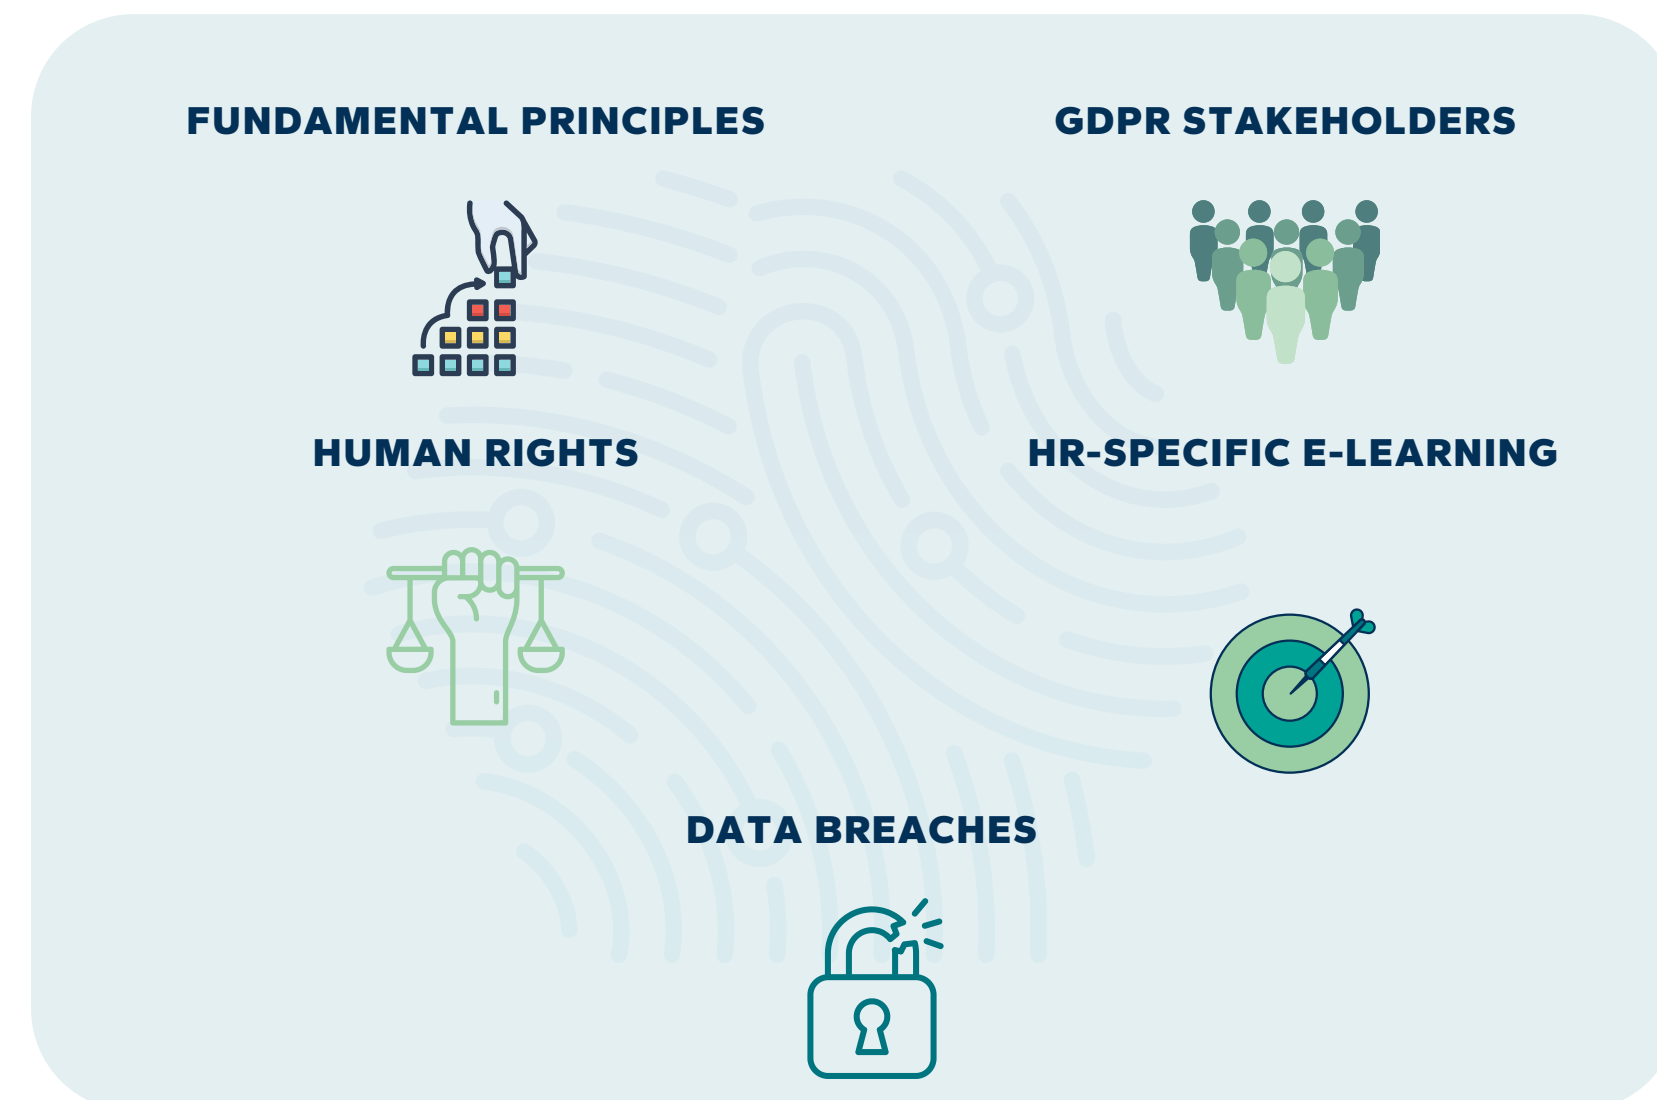 FUNDAMENTAL PRINCIPLES
GDPR STAKEHOLDERS
HUMAN RIGHTS
HR-SPECIFIC E-LEARNING
DATA BREACHES